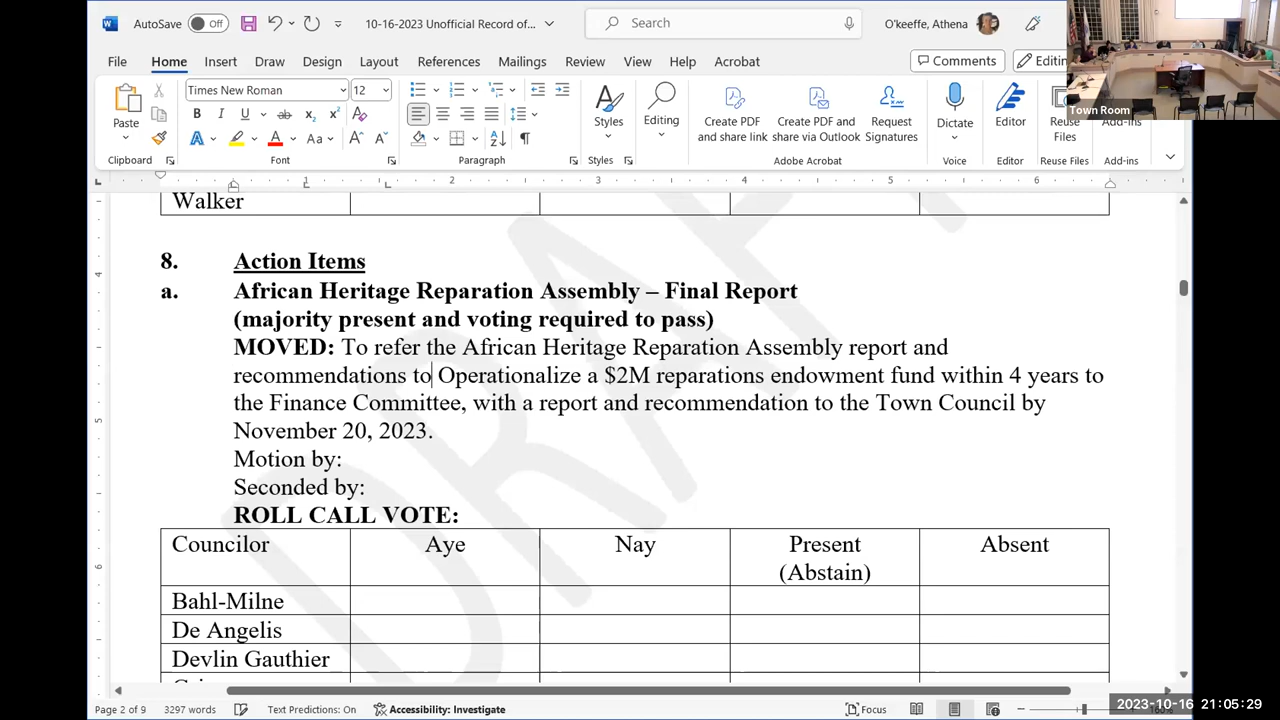 AutoSave Off 10-16-2023 Unofficial Record of... Search O'keeffe, Athena
File Home Insert Draw Design Layout References Mailings Review View Help Acrobat Comments Editin
Town Room
Times New Roman 12
Paste Styles Editing Create PDF and share link Create PDF and share via Outlook Request Signatures Dictate Editor Reuse Files Add-ins
Clipboard Font Paragraph Styles Adobe Acrobat Voice Editor Reuse Files Add-ins
1 2 3 4 5 6
Walker
8. Action Items
a. African Heritage Reparation Assembly – Final Report
(majority present and voting required to pass)
MOVED: To refer the African Heritage Reparation Assembly report and
recommendations to Operationalize a $2M reparations endowment fund within 4 years to
the Finance Committee, with a report and recommendation to the Town Council by
November 20, 2023.
Motion by:
Seconded by:
ROLL CALL VOTE:
Councilor Aye Nay Present (Abstain) Absent
Bahl-Milne
De Angelis
Devlin Gauthier
DRAFT
Page 2 of 9 3297 words Text Predictions: On Accessibility: Investigate Focus
2023-10-16 21:05:29